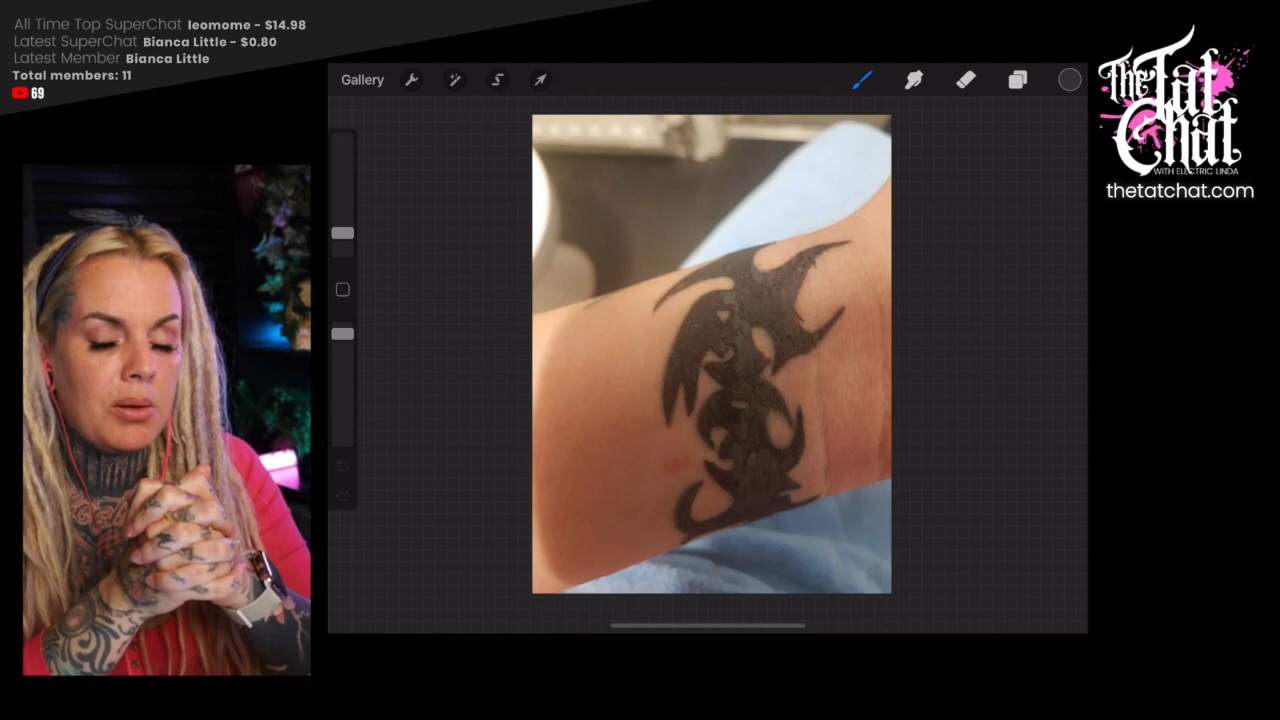 All Time Top SuperChat leomome - $14.98
Latest SuperChat Bianca Little - $0.80
Latest Member Bianca Little
Total members: 11
69
Gallery
The
Tat
Chat
WITH ELECTRIC LINDA
thetatchat.com